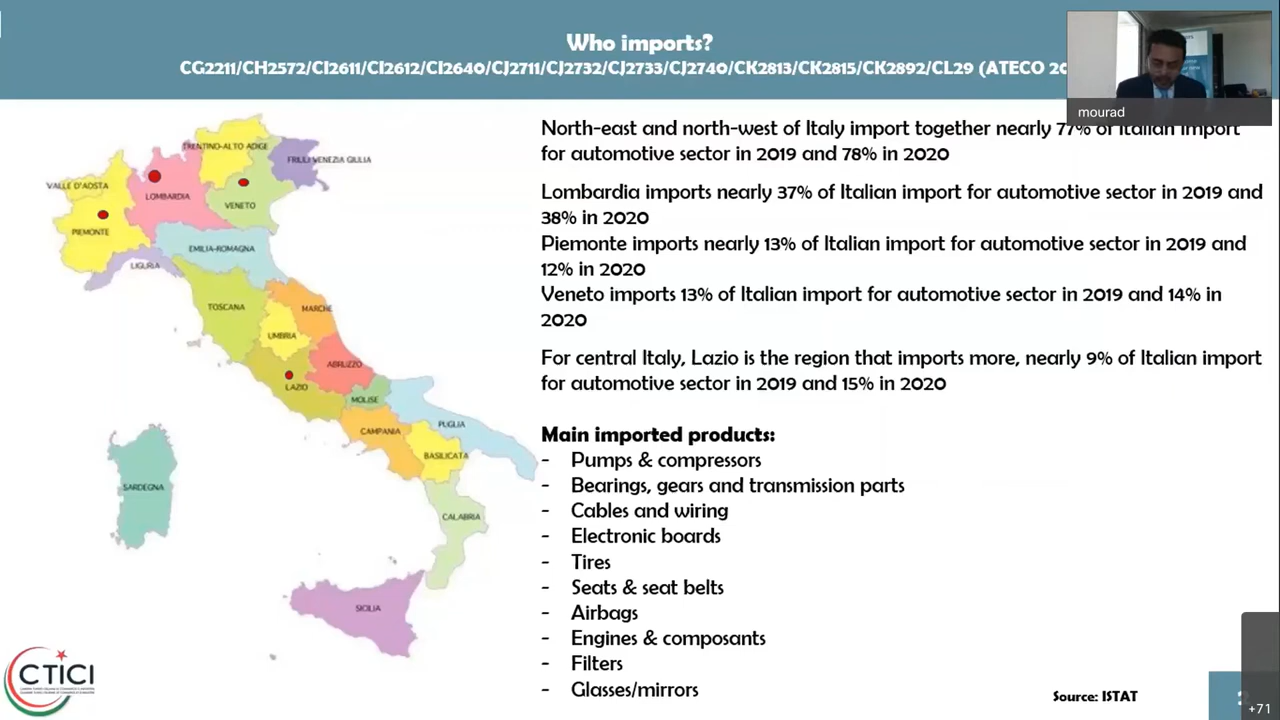 Who imports?
CG2211/CH2572/CI2611/CI2612/CI2640/CJ2711/CJ2732/CJ2733/CJ2740/CK2813/CK2815/CK2892/CL29 (ATECO 20
mourad
North-east and north-west of Italy import together nearly 77% of Italian import
for automotive sector in 2019 and 78% in 2020
Lombardia imports nearly 37% of Italian import for automotive sector in 2019 and
38% in 2020
Piemonte imports nearly 13% of Italian import for automotive sector in 2019 and
12% in 2020
Veneto imports 13% of Italian import for automotive sector in 2019 and 14% in
2020
For central Italy, Lazio is the region that imports more, nearly 9% of Italian import
for automotive sector in 2019 and 15% in 2020
Main imported products:
- Pumps & compressors
- Bearings, gears and transmission parts
- Cables and wiring
- Electronic boards
- Tires
- Seats & seat belts
- Airbags
- Engines & composants
- Filters
- Glasses/mirrors
TRENTINO-ALTO ADIGE
FRIULI-VENEZIA GIULIA
VALLE D'AOSTA
LOMBARDIA
VENETO
PIEMONTE
EMILIA-ROMAGNA
LIGURIA
TOSCANA
MARCHE
UMBRIA
ABRUZZO
LAZIO
MOLISE
CAMPANIA
PUGLIA
BASILICATA
SARDEGNA
CALABRIA
SICILIA
CTICI
Source: ISTAT
+71